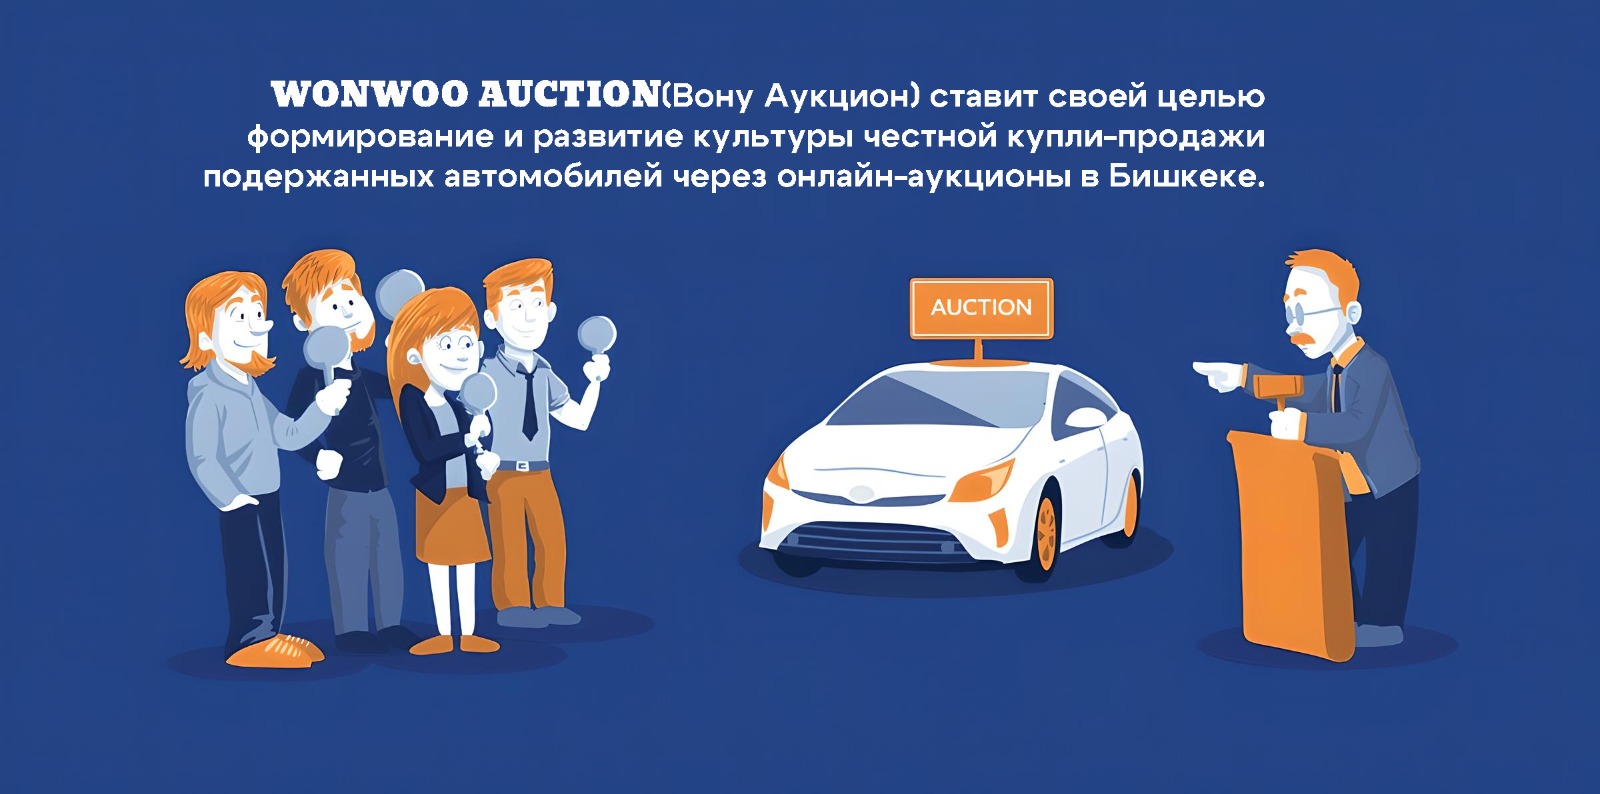 WONWOO AUCTION(Вону Аукцион) ставит своей целью
формирование и развитие культуры честной купли-продажи
подержанных автомобилей через онлайн-аукционы в Бишкеке.
AUCTION